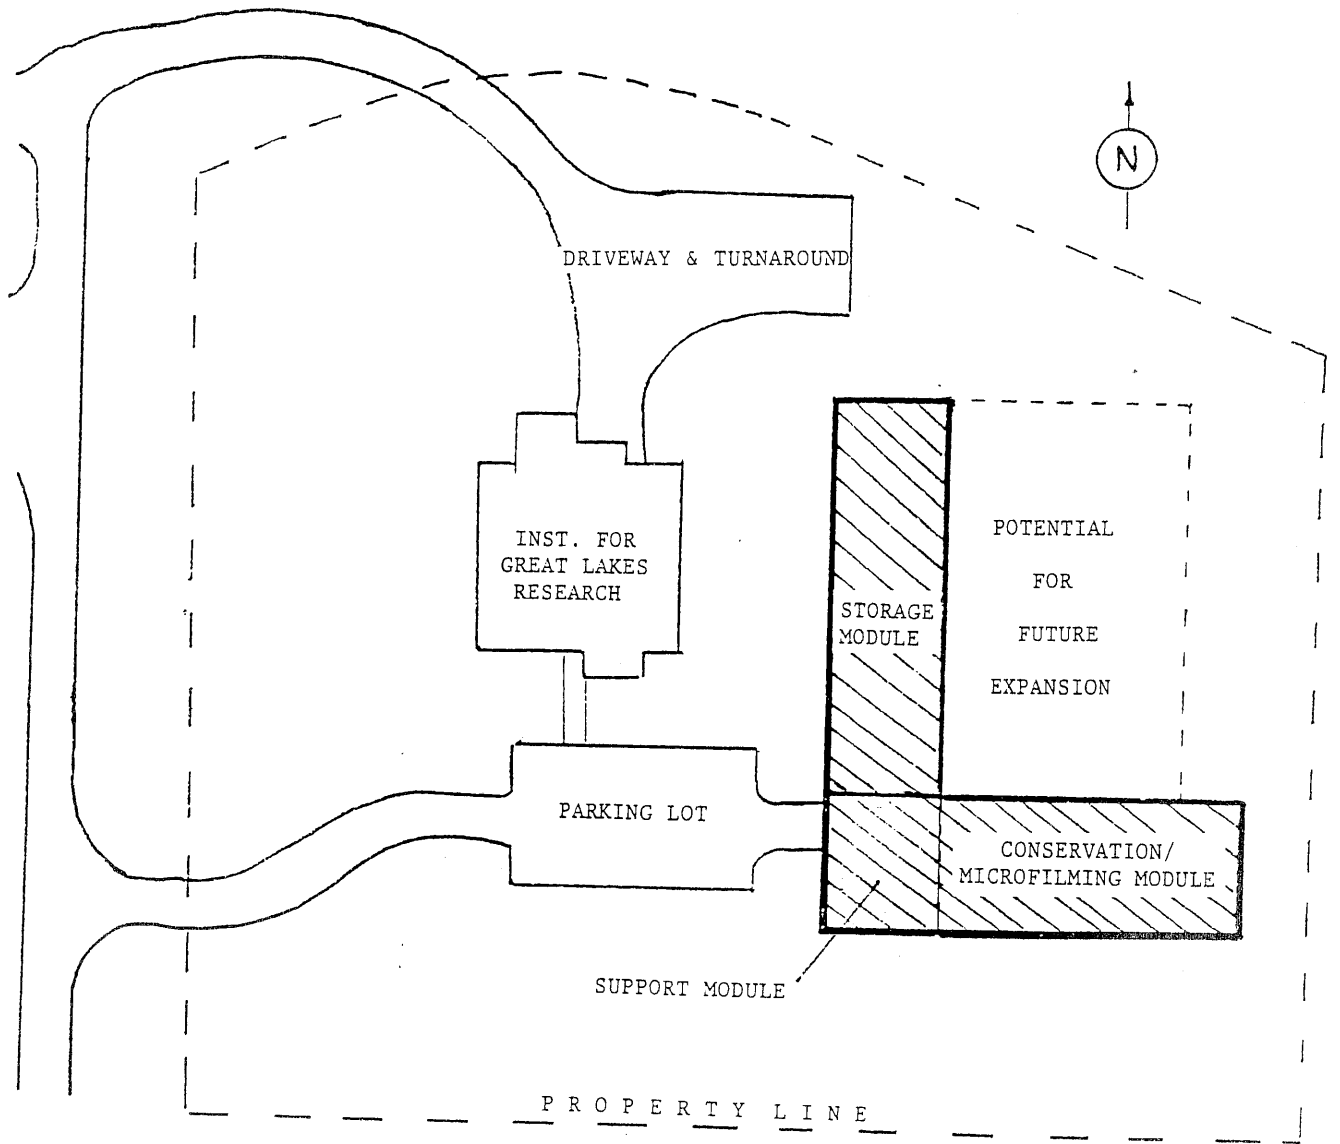 N
DRIVEWAY & TURNAROUND
INST. FOR
GREAT LAKES
RESEARCH
POTENTIAL
FOR
FUTURE
EXPANSION
STORAGE
MODULE
PARKING LOT
CONSERVATION/
MICROFILMING MODULE
SUPPORT MODULE
PROPERTY LINE